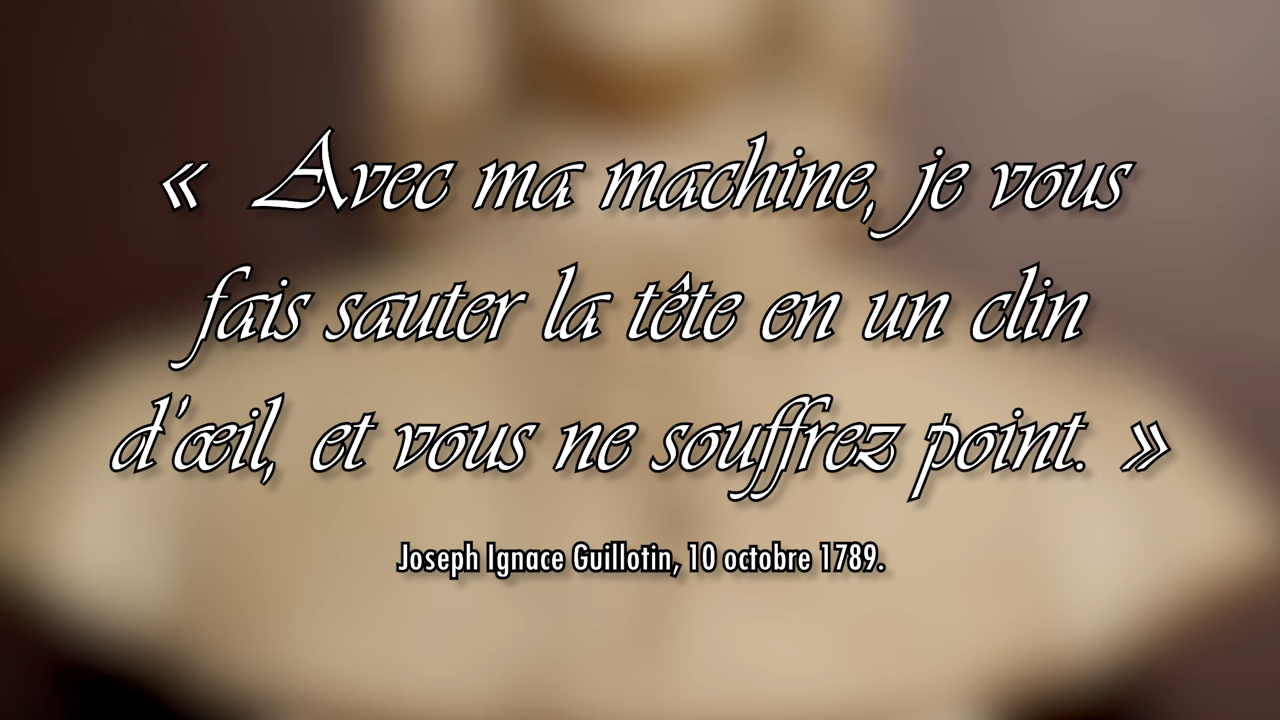 « Avec ma machine, je vous
fais sauter la tête en un clin
d'œil, et vous ne souffrez point. »
Joseph Ignace Guillotin, 10 octobre 1789.